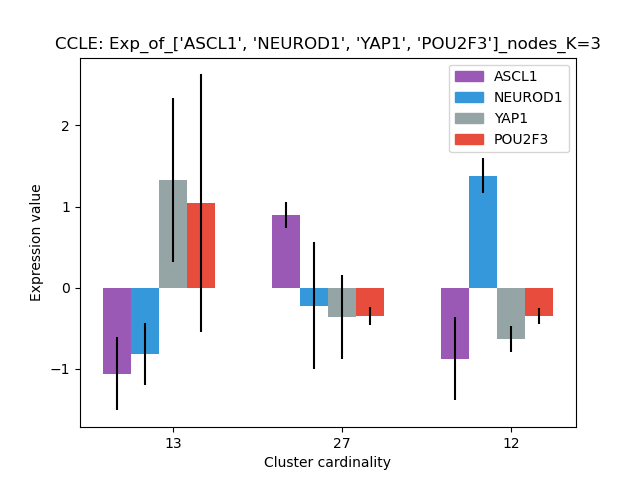 CCLE: Exp_of_['ASCL1', 'NEUROD1', 'YAP1', 'POU2F3']_nodes_K=3
ASCL1
NEUROD1
YAP1
POU2F3
Expression value
2
1
0
−1
13
27
12
Cluster cardinality